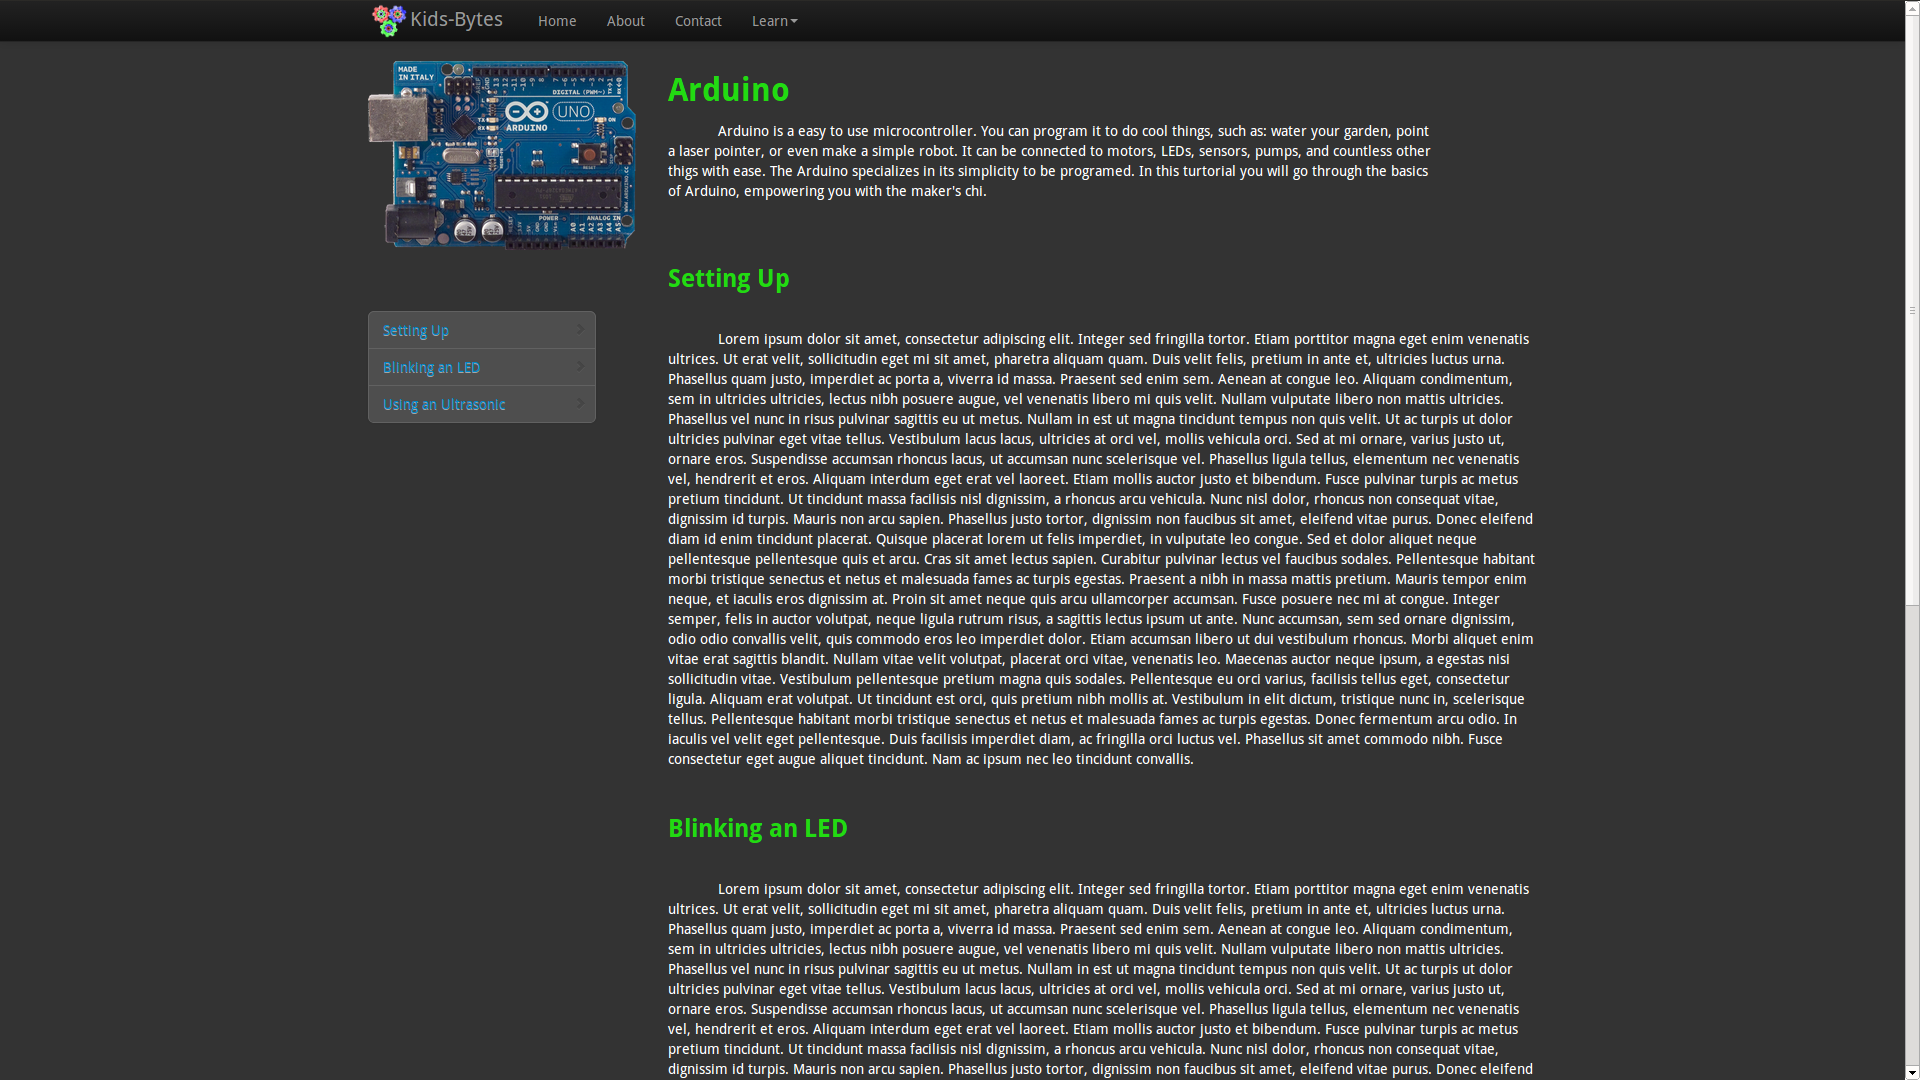 Kids-Bytes
Home
About
Contact
Learn
MADE
IN ITALY
DIGITAL (PWM~)
UNO
ARDUINO
TX
RX
ON
RESET
POWER
ANALOG IN
A0
A1
A2
A3
A4
A5
Arduino
Arduino is a easy to use microcontroller. You can program it to do cool things, such as: water your garden, point
a laser pointer, or even make a simple robot. It can be connected to motors, LEDs, sensors, pumps, and countless other
thigs with ease. The Arduino specializes in its simplicity to be programed. In this turtorial you will go through the basics
of Arduino, empowering you with the maker's chi.
Setting Up
Blinking an LED
Using an Ultrasonic
Setting Up
Lorem ipsum dolor sit amet, consectetur adipiscing elit. Integer sed fringilla tortor. Etiam porttitor magna eget enim venenatis
ultrices. Ut erat velit, sollicitudin eget mi sit amet, pharetra aliquam quam. Duis velit felis, pretium in ante et, ultricies luctus urna.
Phasellus quam justo, imperdiet ac porta a, viverra id massa. Praesent sed enim sem. Aenean at congue leo. Aliquam condimentum,
sem in ultricies ultricies, lectus nibh posuere augue, vel venenatis libero mi quis velit. Nullam vulputate libero non mattis ultricies.
Phasellus vel nunc in risus pulvinar sagittis eu ut metus. Nullam in est ut magna tincidunt tempus non quis velit. Ut ac turpis ut dolor
ultricies pulvinar eget vitae tellus. Vestibulum lacus lacus, ultricies at orci vel, mollis vehicula orci. Sed at mi ornare, varius justo ut,
ornare eros. Suspendisse accumsan rhoncus lacus, ut accumsan nunc scelerisque vel. Phasellus ligula tellus, elementum nec venenatis
vel, hendrerit et eros. Aliquam interdum eget erat vel laoreet. Etiam mollis auctor justo et bibendum. Fusce pulvinar turpis ac metus
pretium tincidunt. Ut tincidunt massa facilisis nisl dignissim, a rhoncus arcu vehicula. Nunc nisl dolor, rhoncus non consequat vitae,
dignissim id turpis. Mauris non arcu sapien. Phasellus justo tortor, dignissim non faucibus sit amet, eleifend vitae purus. Donec eleifend
diam id enim tincidunt placerat. Quisque placerat lorem ut felis imperdiet, in vulputate leo congue. Sed et dolor aliquet neque
pellentesque pellentesque quis et arcu. Cras sit amet lectus sapien. Curabitur pulvinar lectus vel faucibus sodales. Pellentesque habitant
morbi tristique senectus et netus et malesuada fames ac turpis egestas. Praesent a nibh in massa mattis pretium. Mauris tempor enim
neque, et iaculis eros dignissim at. Proin sit amet neque quis arcu ullamcorper accumsan. Fusce posuere nec mi at congue. Integer
semper, felis in auctor volutpat, neque ligula rutrum risus, a sagittis lectus ipsum ut ante. Nunc accumsan, sem sed ornare dignissim,
odio odio convallis velit, quis commodo eros leo imperdiet dolor. Etiam accumsan libero ut dui vestibulum rhoncus. Morbi aliquet enim
vitae erat sagittis blandit. Nullam vitae velit volutpat, placerat orci vitae, venenatis leo. Maecenas auctor neque ipsum, a egestas nisi
sollicitudin vitae. Vestibulum pellentesque pretium magna quis sodales. Pellentesque eu orci varius, facilisis tellus eget, consectetur
ligula. Aliquam erat volutpat. Ut tincidunt est orci, quis pretium nibh mollis at. Vestibulum in elit dictum, tristique nunc in, scelerisque
tellus. Pellentesque habitant morbi tristique senectus et netus et malesuada fames ac turpis egestas. Donec fermentum arcu odio. In
iaculis vel velit eget pellentesque. Duis facilisis imperdiet diam, ac fringilla orci luctus vel. Phasellus sit amet commodo nibh. Fusce
consectetur eget augue aliquet tincidunt. Nam ac ipsum nec leo tincidunt convallis.
Blinking an LED
Lorem ipsum dolor sit amet, consectetur adipiscing elit. Integer sed fringilla tortor. Etiam porttitor magna eget enim venenatis
ultrices. Ut erat velit, sollicitudin eget mi sit amet, pharetra aliquam quam. Duis velit felis, pretium in ante et, ultricies luctus urna.
Phasellus quam justo, imperdiet ac porta a, viverra id massa. Praesent sed enim sem. Aenean at congue leo. Aliquam condimentum,
sem in ultricies ultricies, lectus nibh posuere augue, vel venenatis libero mi quis velit. Nullam vulputate libero non mattis ultricies.
Phasellus vel nunc in risus pulvinar sagittis eu ut metus. Nullam in est ut magna tincidunt tempus non quis velit. Ut ac turpis ut dolor
ultricies pulvinar eget vitae tellus. Vestibulum lacus lacus, ultricies at orci vel, mollis vehicula orci. Sed at mi ornare, varius justo ut,
ornare eros. Suspendisse accumsan rhoncus lacus, ut accumsan nunc scelerisque vel. Phasellus ligula tellus, elementum nec venenatis
vel, hendrerit et eros. Aliquam interdum eget erat vel laoreet. Etiam mollis auctor justo et bibendum. Fusce pulvinar turpis ac metus
pretium tincidunt. Ut tincidunt massa facilisis nisl dignissim, a rhoncus arcu vehicula. Nunc nisl dolor, rhoncus non consequat vitae,
dignissim id turpis. Mauris non arcu sapien. Phasellus justo tortor, dignissim non faucibus sit amet, eleifend vitae purus. Donec eleifend